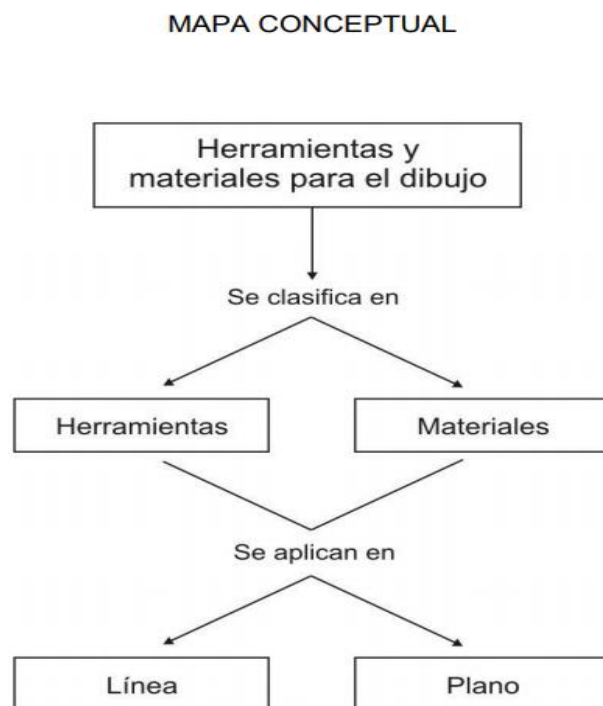 MAPA CONCEPTUAL
Herramientas y
materiales para el dibujo
Se clasifica en
Herramientas
Materiales
Se aplican en
Línea
Plano